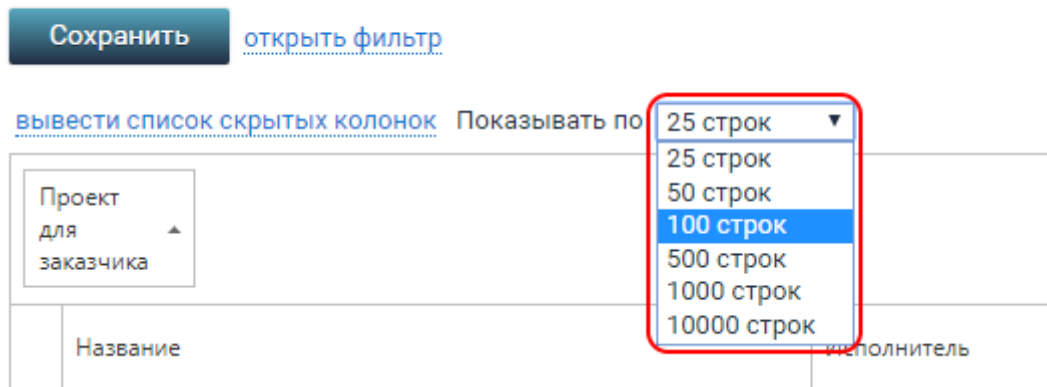 Сохранить открыть фильтр
вывести список скрытых колонок Показывать по 25 строк
25 строк
50 строк
100 строк
500 строк
1000 строк
10000 строк
Проект
для
заказчика
Название Исполнитель